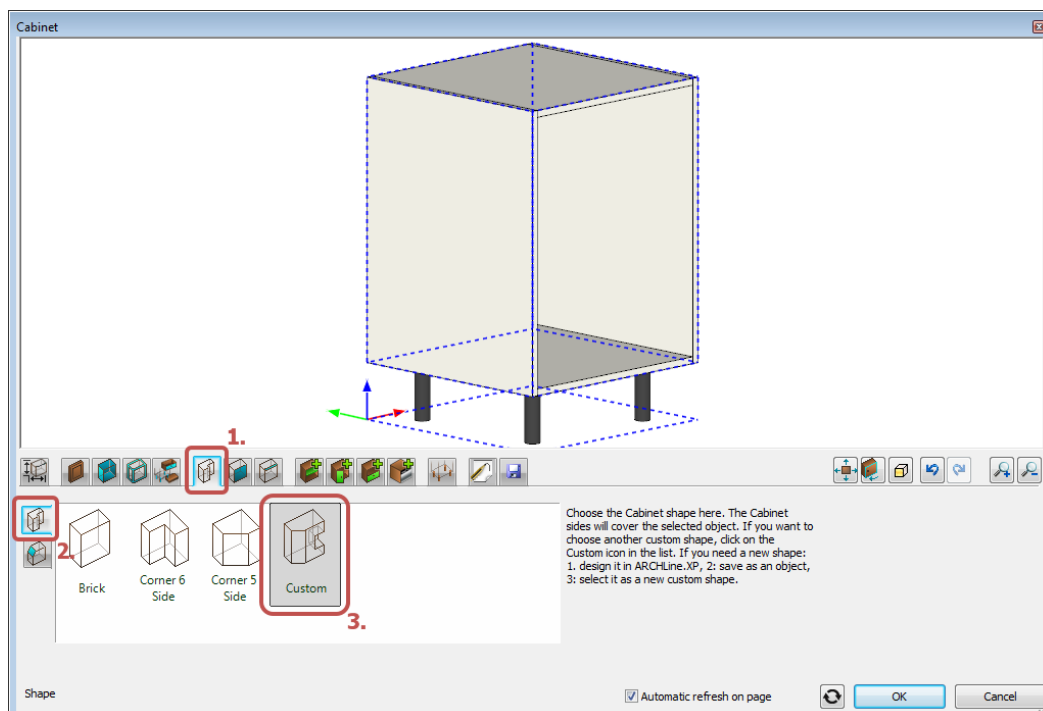 Cabinet
1.
2.
Brick
Corner 6
Side
Corner 5
Side
Custom
3.
Choose the Cabinet shape here. The Cabinet
sides will cover the selected object. If you want to
choose another custom shape, click on the
Custom icon in the list. If you need a new shape:
1. design it in ARCHLine.XP, 2: save as an object,
3: select it as a new custom shape.
Shape
Automatic refresh on page
OK
Cancel